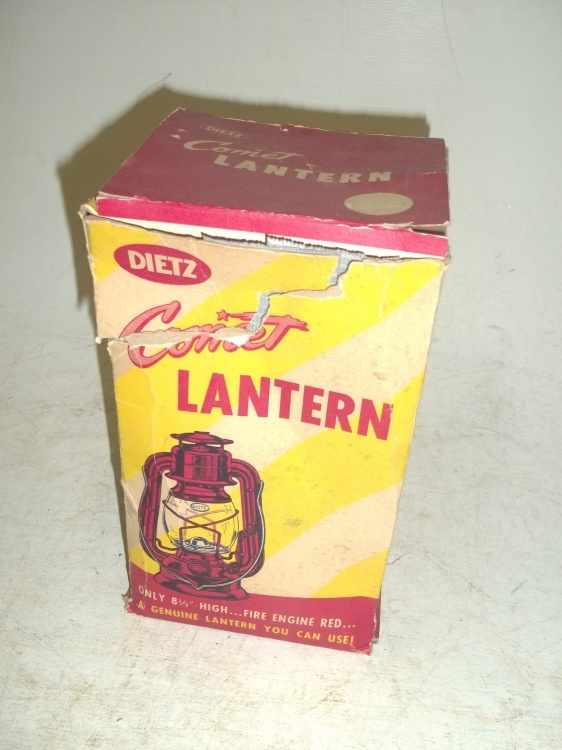 DIETZ
Comet
LANTERN
DIETZ
Comet
LANTERN
ONLY 8½" HIGH...FIRE ENGINE RED...
A GENUINE LANTERN YOU CAN USE!